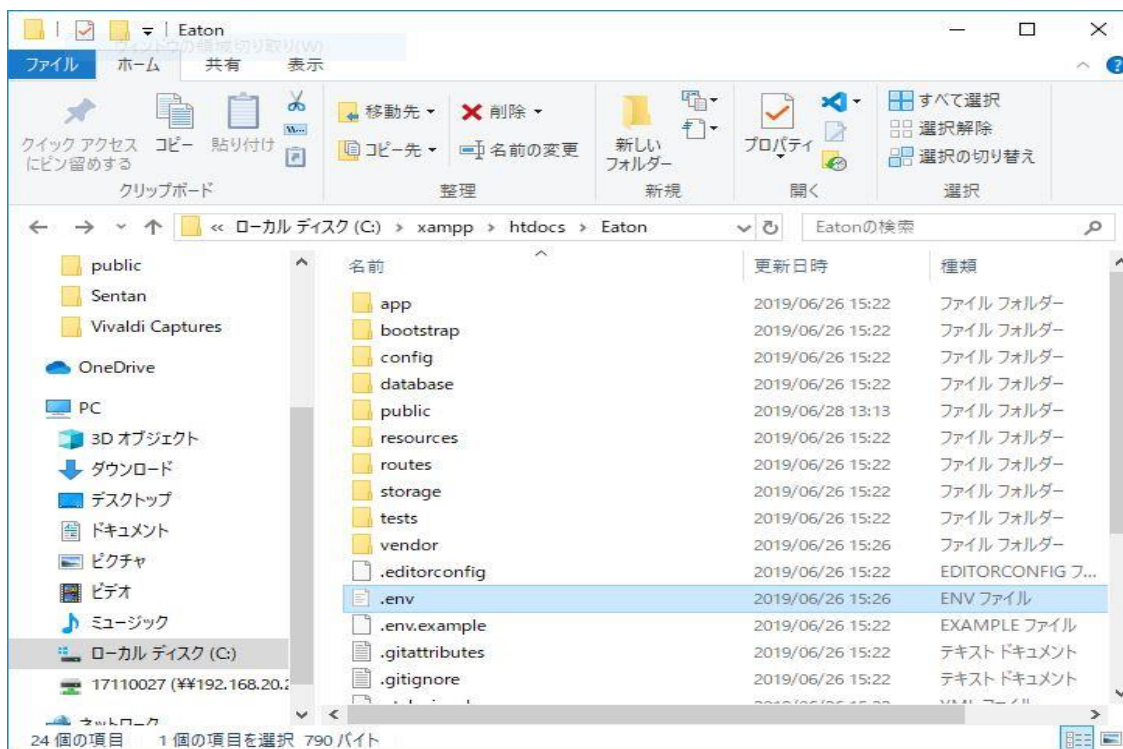 Eaton
ウィンドウの領域切り取り(W)
ファイル ホーム 共有 表示
クイック アクセス
にピン留めする
コピー
貼り付け
移動先
コピー先
削除
名前の変更
新しい
フォルダー
プロパティ
すべて選択
選択解除
選択の切り替え
クリップボード 整理 新規 開く 選択
« ローカル ディスク (C:) › xampp › htdocs › Eaton
Eatonの検索
public
Sentan
Vivaldi Captures
OneDrive
PC
3D オブジェクト
ダウンロード
デスクトップ
ドキュメント
ピクチャ
ビデオ
ミュージック
ローカル ディスク (C:)
17110027 (¥¥192.168.20.2
ネットワーク
名前 更新日時 種類
app 2019/06/26 15:22 ファイル フォルダー
bootstrap 2019/06/26 15:22 ファイル フォルダー
config 2019/06/26 15:22 ファイル フォルダー
database 2019/06/26 15:22 ファイル フォルダー
public 2019/06/28 13:13 ファイル フォルダー
resources 2019/06/26 15:22 ファイル フォルダー
routes 2019/06/26 15:22 ファイル フォルダー
storage 2019/06/26 15:22 ファイル フォルダー
tests 2019/06/26 15:22 ファイル フォルダー
vendor 2019/06/26 15:26 ファイル フォルダー
.editorconfig 2019/06/26 15:22 EDITORCONFIG フ...
.env 2019/06/26 15:26 ENV ファイル
.env.example 2019/06/26 15:22 EXAMPLE ファイル
.gitattributes 2019/06/26 15:22 テキスト ドキュメント
.gitignore 2019/06/26 15:22 テキスト ドキュメント
24 個の項目 1 個の項目を選択 790 バイト